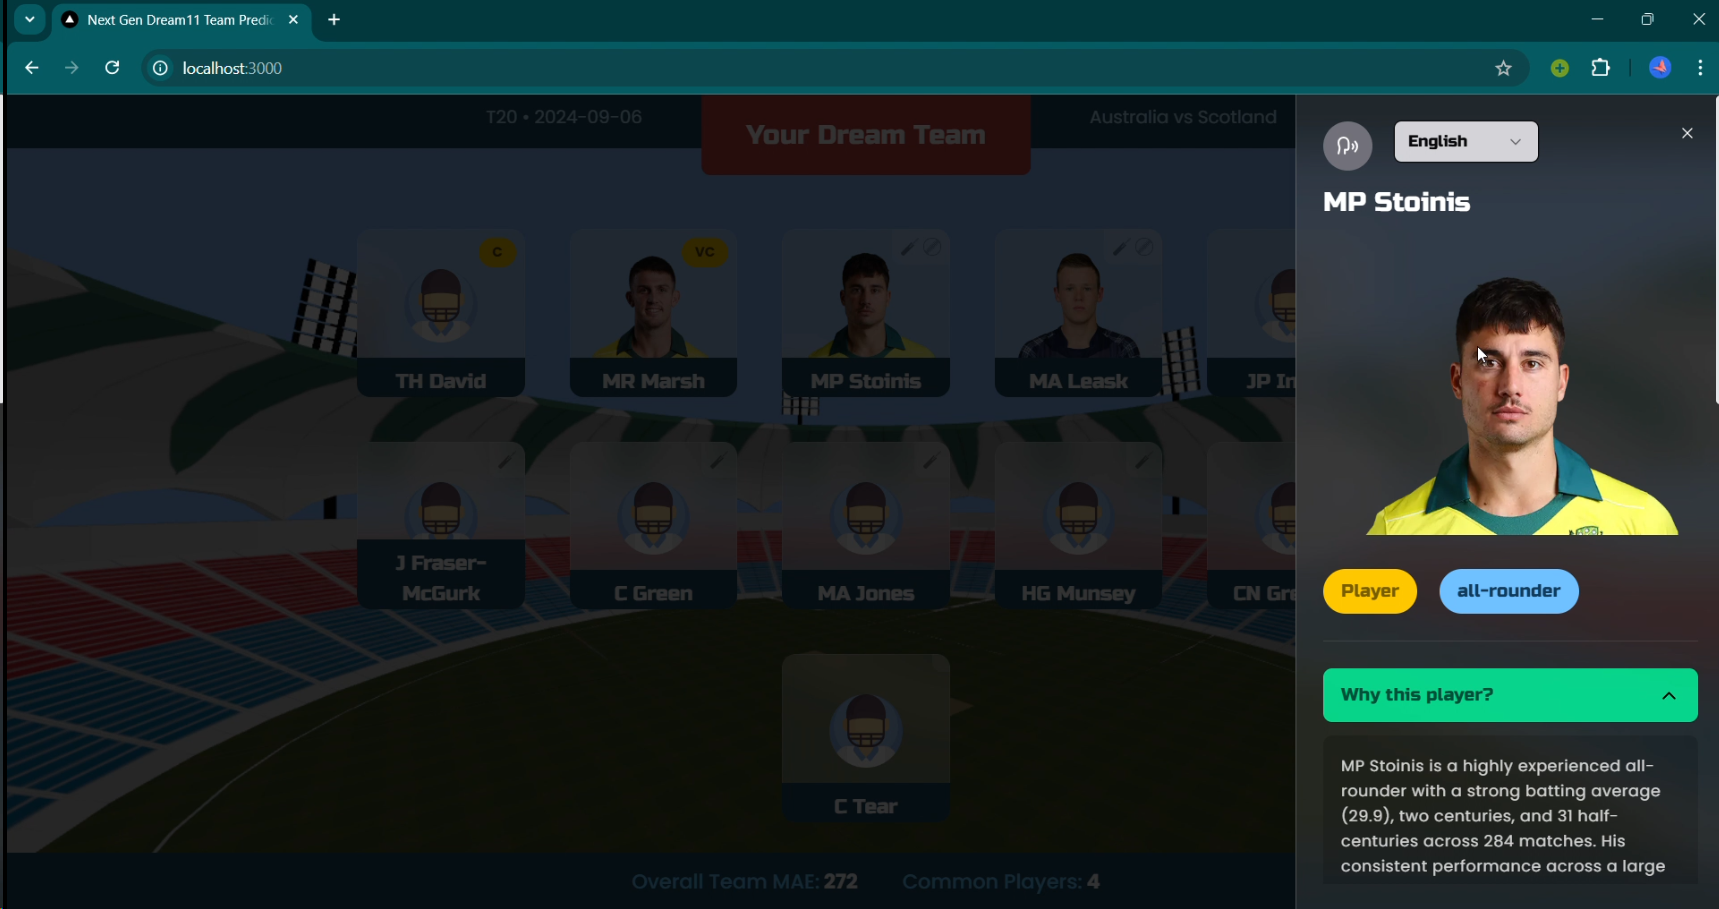 Next Gen Dream11 Team Predic
localhost:3000
T20 • 2024-09-06
Your Dream Team
Australia vs Scotland
C
VC
TH David
MR Marsh
MP Stoinis
MA Leask
JP In
J Fraser-
McGurk
C Green
MA Jones
HG Munsey
CN Gre
C Tear
Overall Team MAE: 272
Common Players: 4
English
MP Stoinis
Player
all-rounder
Why this player?
MP Stoinis is a highly experienced all-
rounder with a strong batting average
(29.9), two centuries, and 31 half-
centuries across 284 matches. His
consistent performance across a large